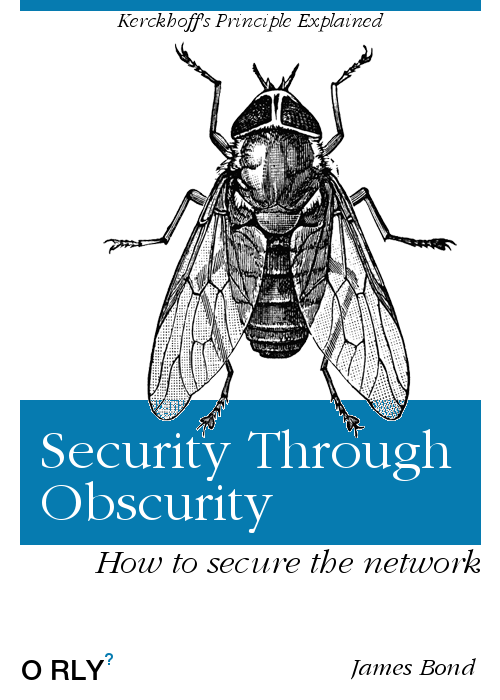 Kerckhoff's Principle Explained
Security Through
Obscurity
How to secure the network
O RLY?
James Bond